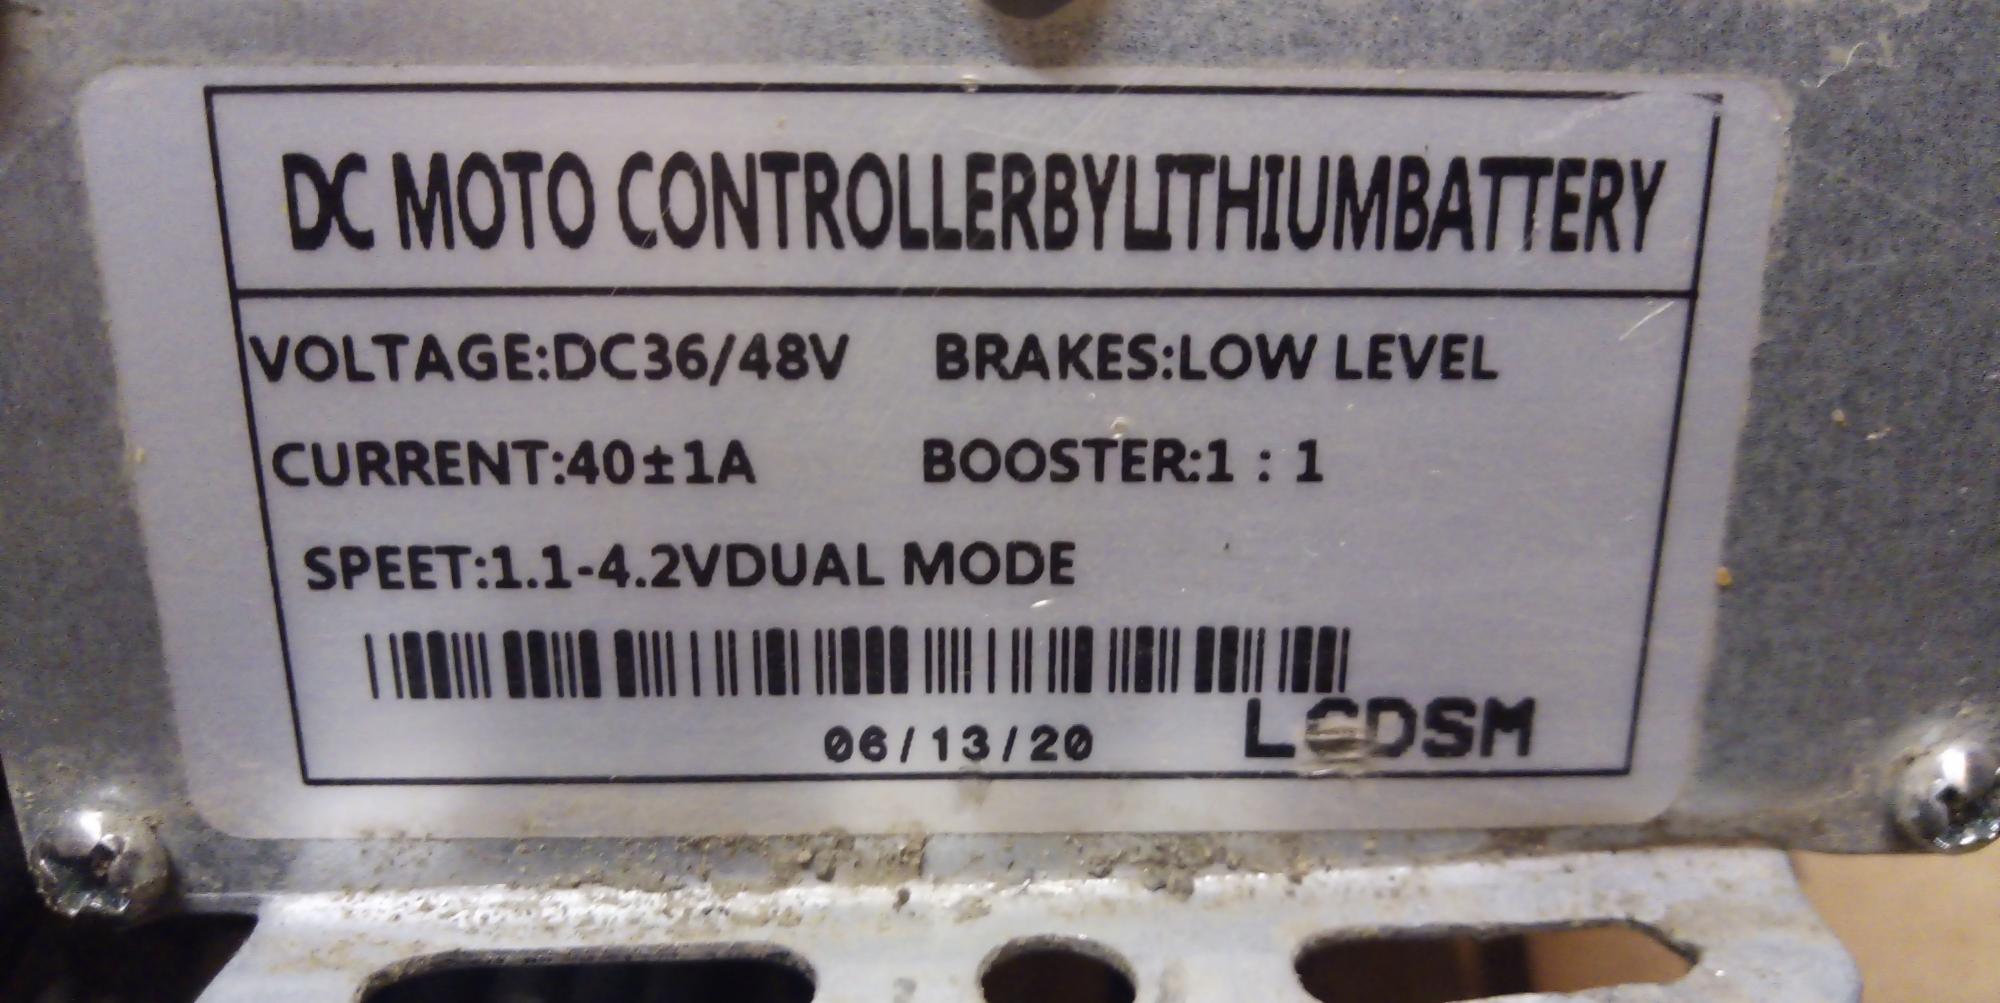 DC MOTO CONTROLLERBYLITHIUMBATTERY
VOLTAGE:DC36/48V BRAKES:LOW LEVEL
CURRENT:40±1A BOOSTER:1 : 1
SPEET:1.1-4.2VDUAL MODE
06/13/20